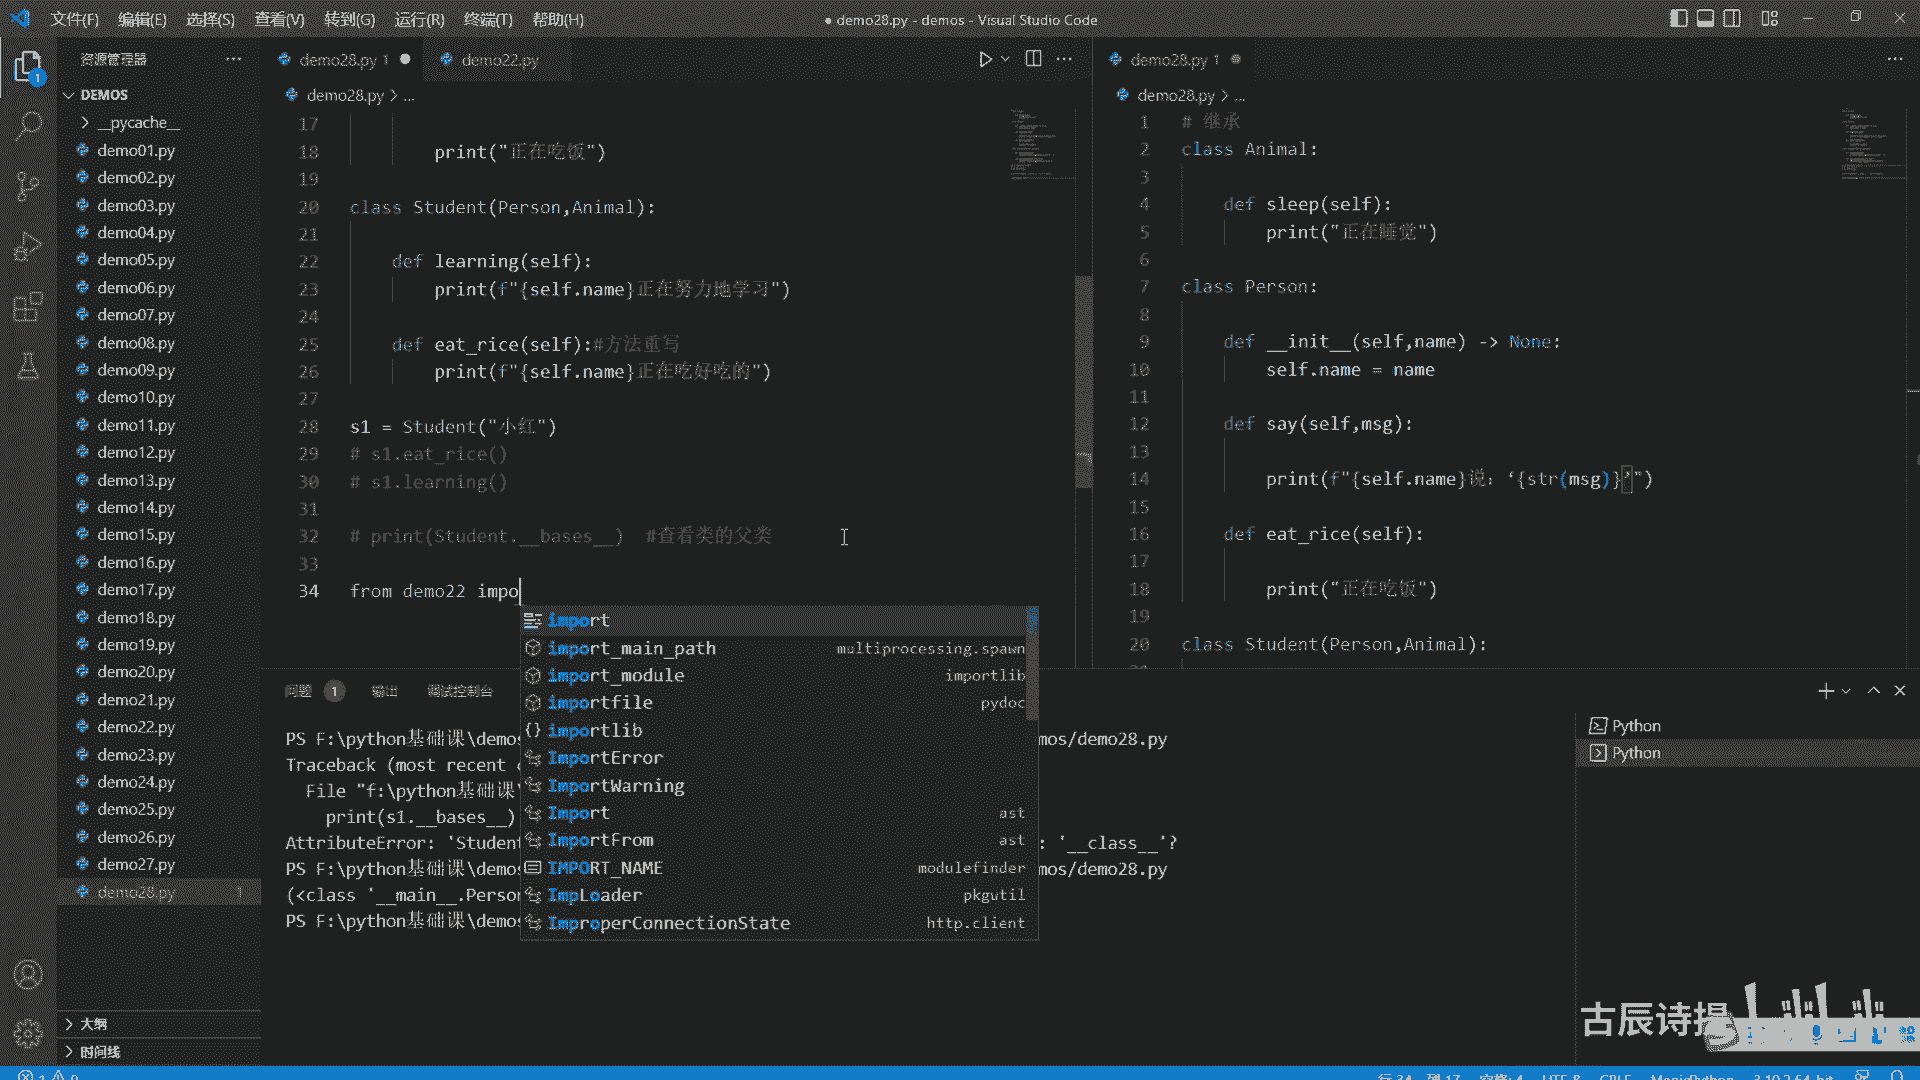 文件(F) 编辑(E) 选择(S) 查看(V) 转到(G) 运行(R) 终端(T) 帮助(H)
● demo28.py - demos - Visual Studio Code
资源管理器
DEMOS
__pycache__
demo01.py
demo02.py
demo03.py
demo04.py
demo05.py
demo06.py
demo07.py
demo08.py
demo09.py
demo10.py
demo11.py
demo12.py
demo13.py
demo14.py
demo15.py
demo16.py
demo17.py
demo18.py
demo19.py
demo20.py
demo21.py
demo22.py
demo23.py
demo24.py
demo25.py
demo26.py
demo27.py
demo28.py 1
大纲
时间线
demo28.py 1 demo22.py
demo28.py > ...
17
18 print("正在吃饭")
19
20 class Student(Person,Animal):
21
22 def learning(self):
23 print(f"{self.name}正在努力地学习")
24
25 def eat_rice(self):#方法重写
26 print(f"{self.name}正在吃好吃的")
27
28 s1 = Student("小红")
29 # s1.eat_rice()
30 # s1.learning()
31
32 # print(Student.__bases__) #查看类的父类
33
34 from demo22 impo
import
import_main_path multiprocessing.spawn
import_module importlib
importfile pydoc
importlib
ImportError
ImportWarning
Import ast
ImportFrom ast
IMPORT_NAME modulefinder
ImpLoader pkgutil
ImproperConnectionState http.client
demo28.py 1
demo28.py > ...
1 # 继承
2 class Animal:
3
4 def sleep(self):
5 print("正在睡觉")
6
7 class Person:
8
9 def __init__(self,name) -> None:
10 self.name = name
11
12 def say(self,msg):
13
14 print(f"{self.name}说：‘{str(msg)}’")
15
16 def eat_rice(self):
17
18 print("正在吃饭")
19
20 class Student(Person,Animal):
问题 1 输出 调试控制台
PS F:\python基础课\demos mos/demo28.py
Traceback (most recent
File "f:\python基础课\
print(s1.__bases__)
AttributeError: 'Student : '__class__'?
PS F:\python基础课\demos mos/demo28.py
(<class '__main__.Person
PS F:\python基础课\demos
Python
Python
古辰诗提